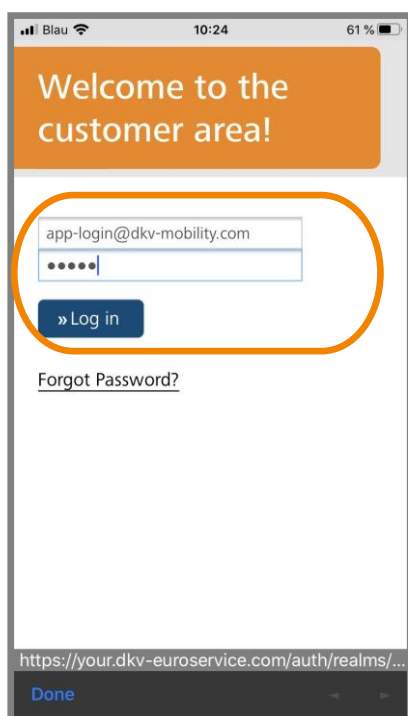 Blau 10:24 61 %
Welcome to the
customer area!
app-login@dkv-mobility.com
•••••
» Log in
Forgot Password?
https://your.dkv-euroservice.com/auth/realms/...
Done